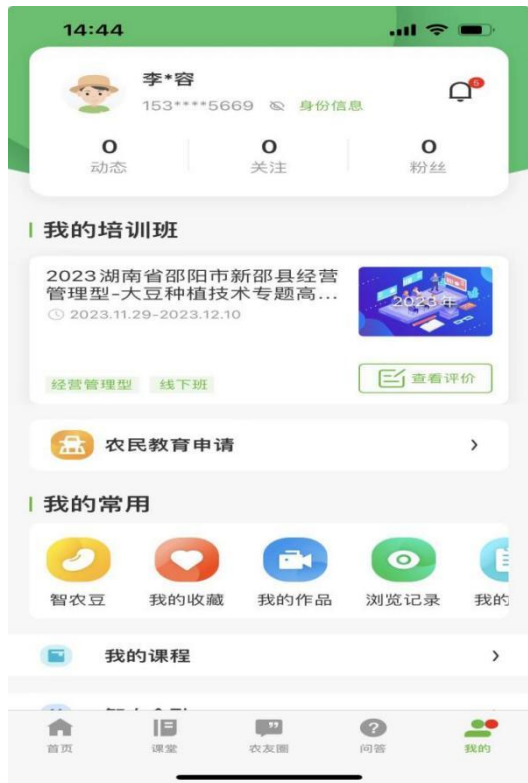 14:44
李*容
5
153****5669 身份信息
0 0 0
动态 关注 粉丝
我的培训班
2023湖南省邵阳市新邵县经营
管理型-大豆种植技术专题高...
2023年
2023.11.29-2023.12.10
经营管理型 线下班 查看评价
农民教育申请
我的常用
智农豆 我的收藏 我的作品 浏览记录 我的
我的课程
首页 课堂 农友圈 问答 我的